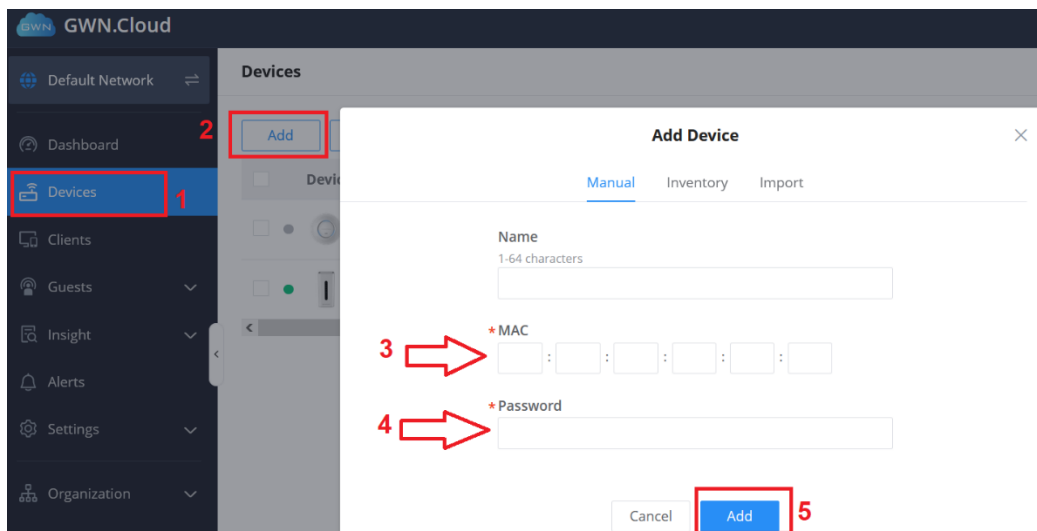 GWN GWN.Cloud
Default Network
Dashboard
Devices
Clients
Guests
Insight
Alerts
Settings
Organization
Devices
Add
1
2
Add Device
Manual Inventory Import
Name
1-64 characters
3
*MAC
: : : : :
4
*Password
Cancel Add
5